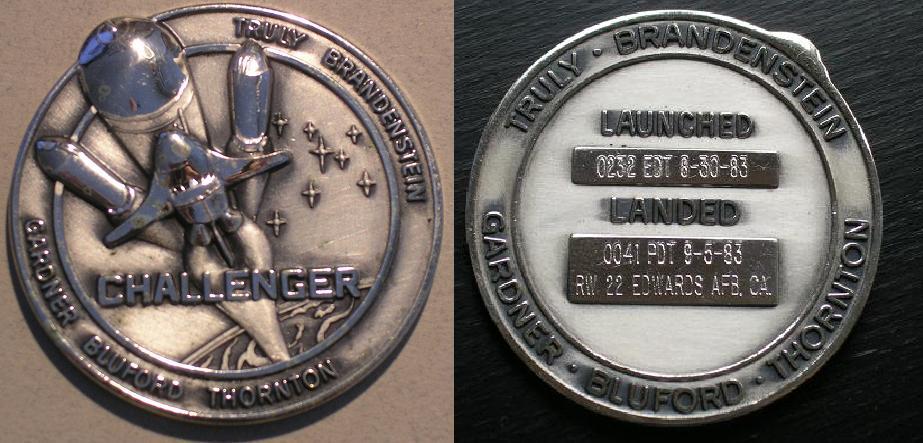 TRULY BRANDENSTEIN
CHALLENGER
GARDNER BLUFORD THORNTON
TRULY · BRANDENSTEIN
LAUNCHED
0232 EDT 8-30-83
LANDED
0041 PDT 9-5-83
RW 22 EDWARDS AFB, CA.
GARDNER · BLUFORD · THORNTON